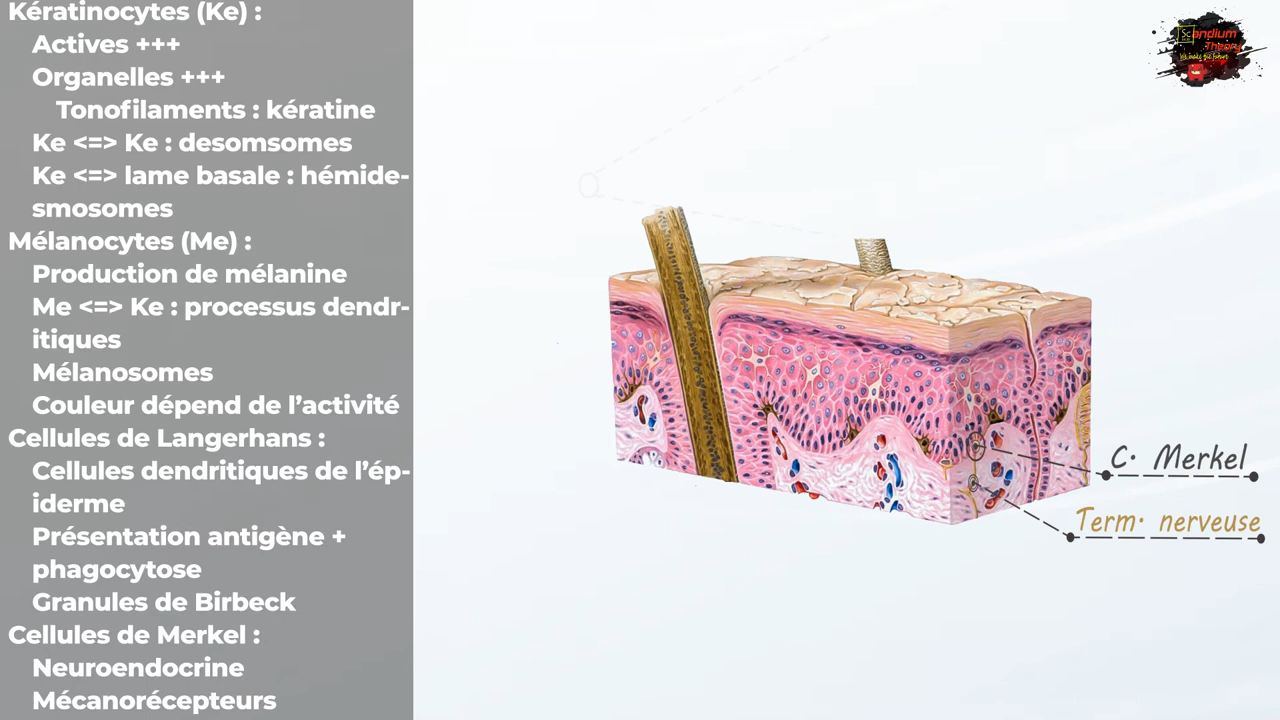 Kératinocytes (Ke) :
Actives +++
Organelles +++
Tonofilaments : kératine
Ke <=> Ke : desomsomes
Ke <=> lame basale : hémide-
smosomes
Mélanocytes (Me) :
Production de mélanine
Me <=> Ke : processus dendr-
itiques
Mélanosomes
Couleur dépend de l’activité
Cellules de Langerhans :
Cellules dendritiques de l’ép-
iderme
Présentation antigène +
phagocytose
Granules de Birbeck
Cellules de Merkel :
Neuroendocrine
Mécanorécepteurs
Scandium
Theory
C. Merkel
Term. nerveuse